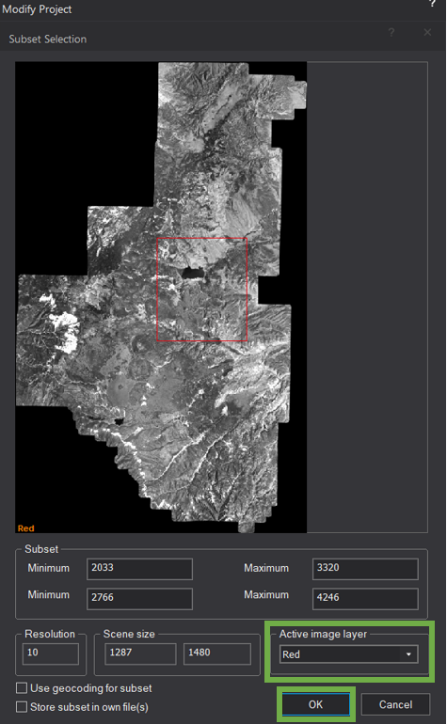 ?
Modify Project
Subset Selection ? ×
Red
Subset
Minimum 2033 Maximum 3320
Minimum 2766 Maximum 4246
Resolution Scene size Active image layer
10 1287 1480 Red
Use geocoding for subset
Store subset in own file(s)
OK Cancel